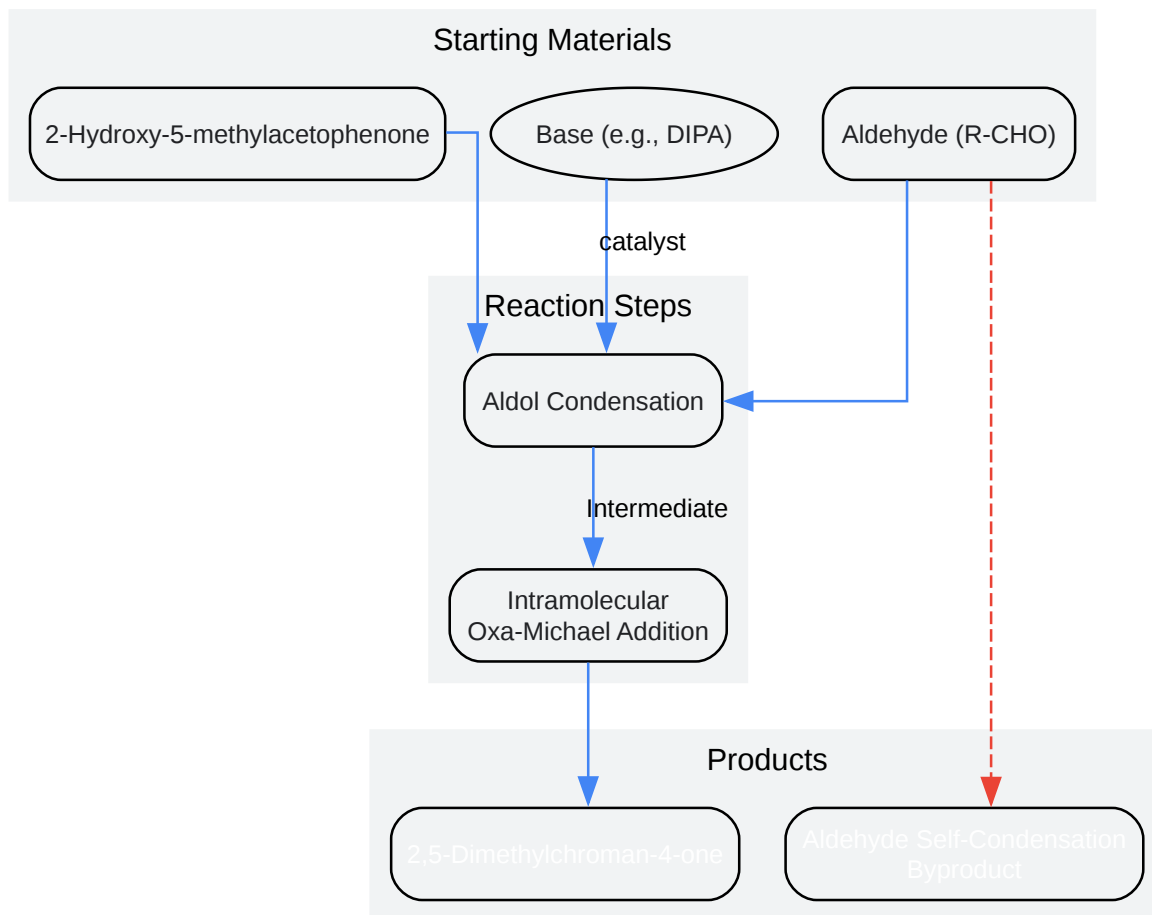 Starting Materials
2-Hydroxy-5-methylacetophenone
Base (e.g., DIPA)
Aldehyde (R-CHO)
catalyst
Reaction Steps
Aldol Condensation
Intermediate
Intramolecular
Oxa-Michael Addition
Products
2,5-Dimethylchroman-4-one
Aldehyde Self-Condensation
Byproduct